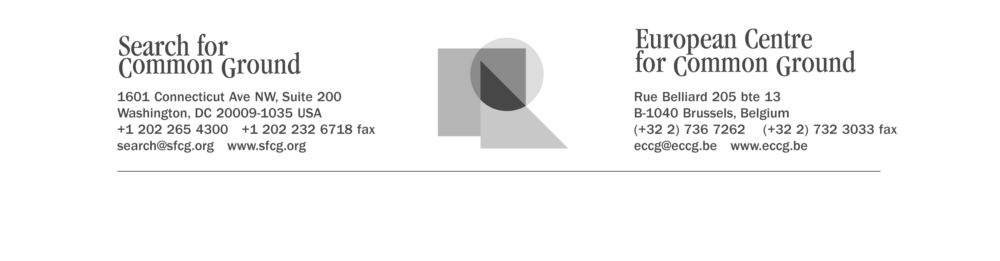 Search for
Common Ground
1601 Connecticut Ave NW, Suite 200
Washington, DC 20009-1035 USA
+1 202 265 4300 +1 202 232 6718 fax
search@sfcg.org www.sfcg.org
European Centre
for Common Ground
Rue Belliard 205 bte 13
B-1040 Brussels, Belgium
(+32 2) 736 7262 (+32 2) 732 3033 fax
eccg@eccg.be www.eccg.be